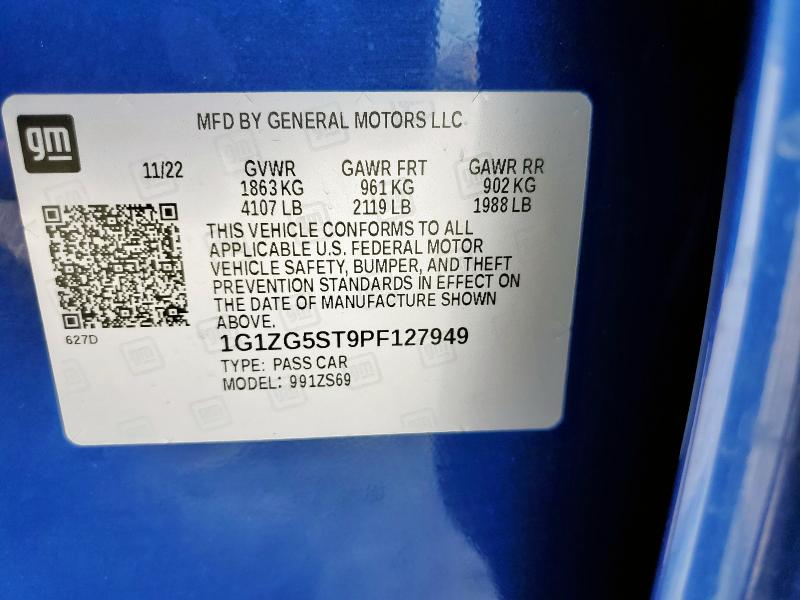 gm
MFD BY GENERAL MOTORS LLC
11/22 GVWR GAWR FRT GAWR RR
1863 KG 961 KG 902 KG
4107 LB 2119 LB 1988 LB
THIS VEHICLE CONFORMS TO ALL
APPLICABLE U.S. FEDERAL MOTOR
VEHICLE SAFETY, BUMPER, AND THEFT
PREVENTION STANDARDS IN EFFECT ON
THE DATE OF MANUFACTURE SHOWN
ABOVE.
627D
1G1ZG5ST9PF127949
TYPE: PASS CAR
MODEL: 991ZS69